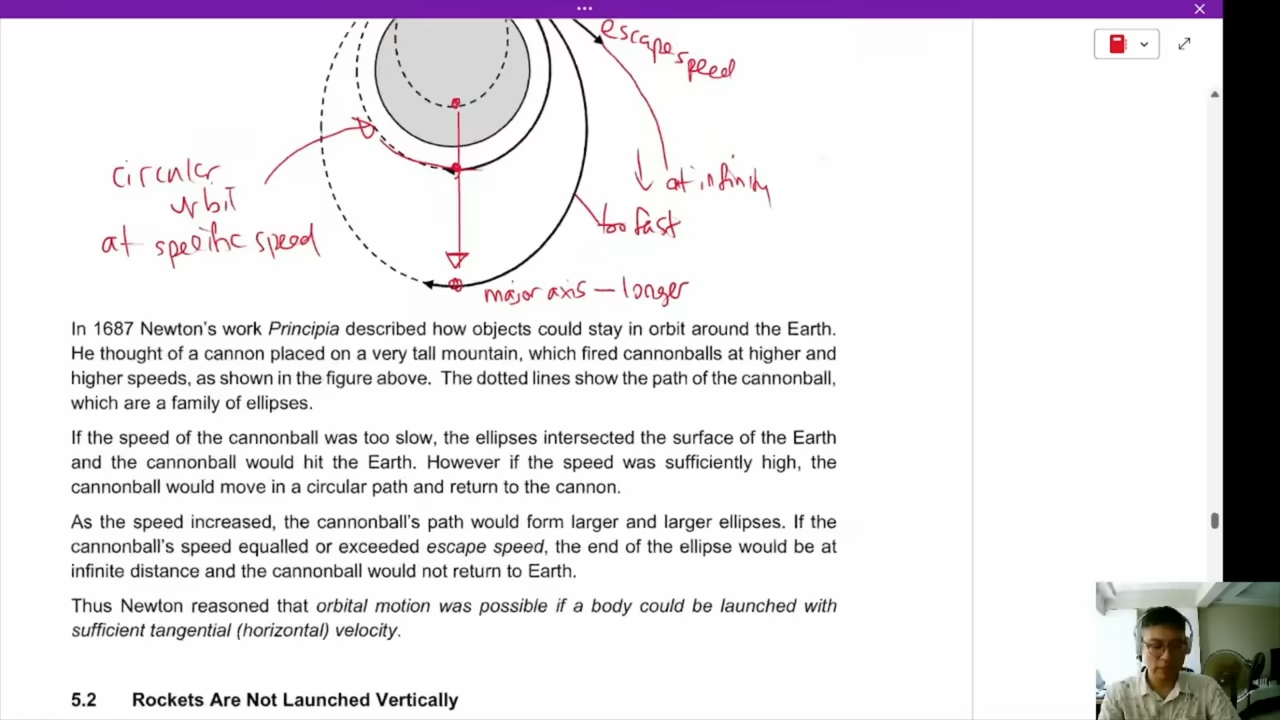 escape speed
circular
orbit
at specific speed
at infinity
too fast
major axis — longer
In 1687 Newton's work Principia described how objects could stay in orbit around the Earth.
He thought of a cannon placed on a very tall mountain, which fired cannonballs at higher and
higher speeds, as shown in the figure above. The dotted lines show the path of the cannonball,
which are a family of ellipses.
If the speed of the cannonball was too slow, the ellipses intersected the surface of the Earth
and the cannonball would hit the Earth. However if the speed was sufficiently high, the
cannonball would move in a circular path and return to the cannon.
As the speed increased, the cannonball's path would form larger and larger ellipses. If the
cannonball's speed equalled or exceeded escape speed, the end of the ellipse would be at
infinite distance and the cannonball would not return to Earth.
Thus Newton reasoned that orbital motion was possible if a body could be launched with
sufficient tangential (horizontal) velocity.
5.2 Rockets Are Not Launched Vertically